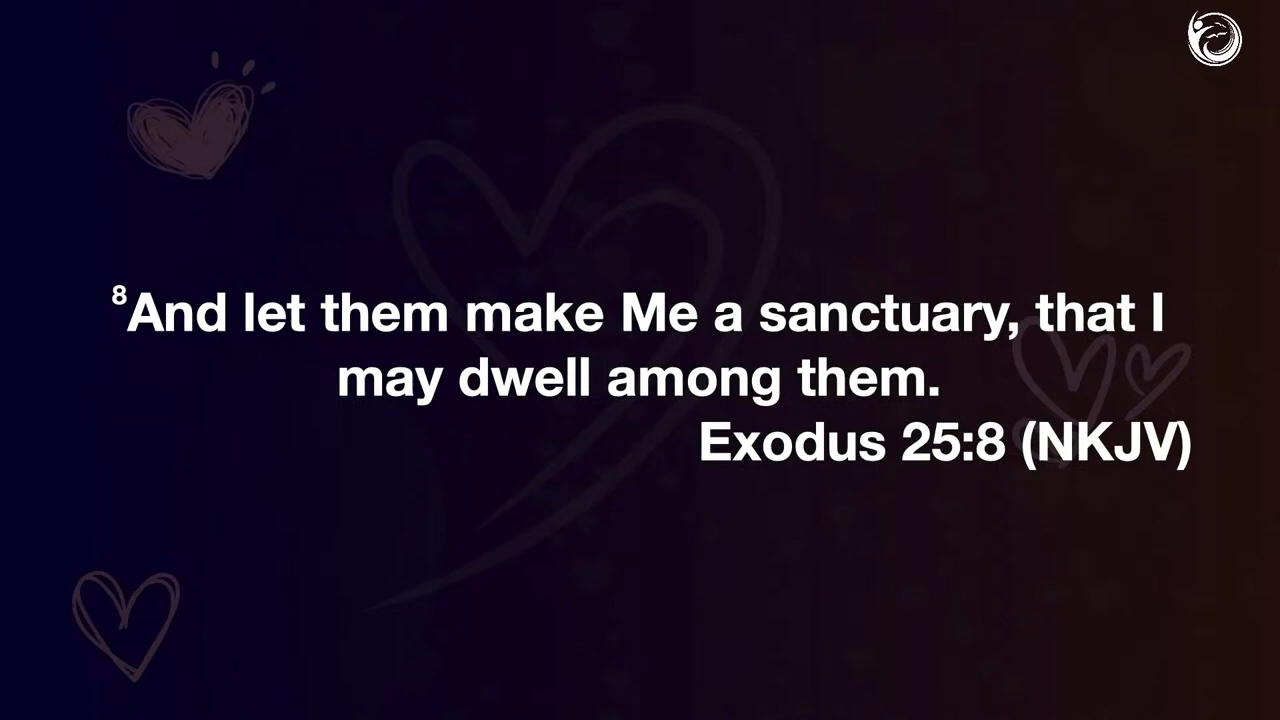 ⁸And let them make Me a sanctuary, that I
may dwell among them.
Exodus 25:8 (NKJV)